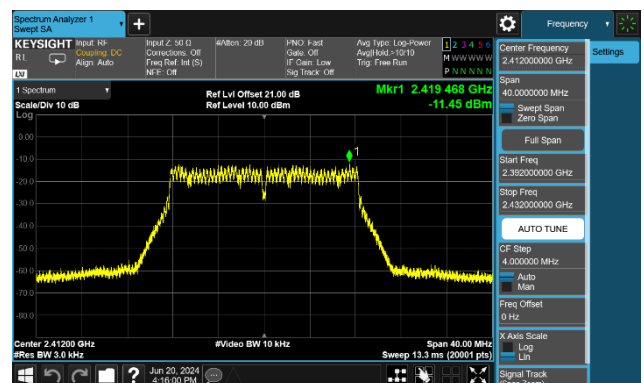 Spectrum Analyzer 1
Swept SA
Frequency
KEYSIGHT
RL
Input: RF
Coupling: DC
Align: Auto
Input Z: 50 Ω
Corrections: Off
Freq Ref: Int (S)
NFE: Off
#Atten: 20 dB
PNO: Fast
Gate: Off
IF Gain: Low
Sig Track: Off
Avg Type: Log-Power
Avg|Hold:>10/10
Trig: Free Run
1 2 3 4 5 6
M W W W W W
P N N N N N
LXI
1 Spectrum
Scale/Div 10 dB
Log
Ref Lvl Offset 21.00 dB
Ref Level 10.00 dBm
Mkr1 2.419 468 GHz
-11.45 dBm
1
0.00
-10.0
-20.0
-30.0
-40.0
-50.0
-60.0
-70.0
-80.0
Center 2.41200 GHz
#Res BW 3.0 kHz
#Video BW 10 kHz
Span 40.00 MHz
Sweep 13.3 ms (20001 pts)
Center Frequency
2.412000000 GHz
Settings
Span
40.0000000 MHz
Swept Span
Zero Span
Full Span
Start Freq
2.392000000 GHz
Stop Freq
2.432000000 GHz
AUTO TUNE
CF Step
4.000000 MHz
Auto
Man
Freq Offset
0 Hz
X Axis Scale
Log
Lin
Signal Track
Jun 20, 2024
4:16:00 PM